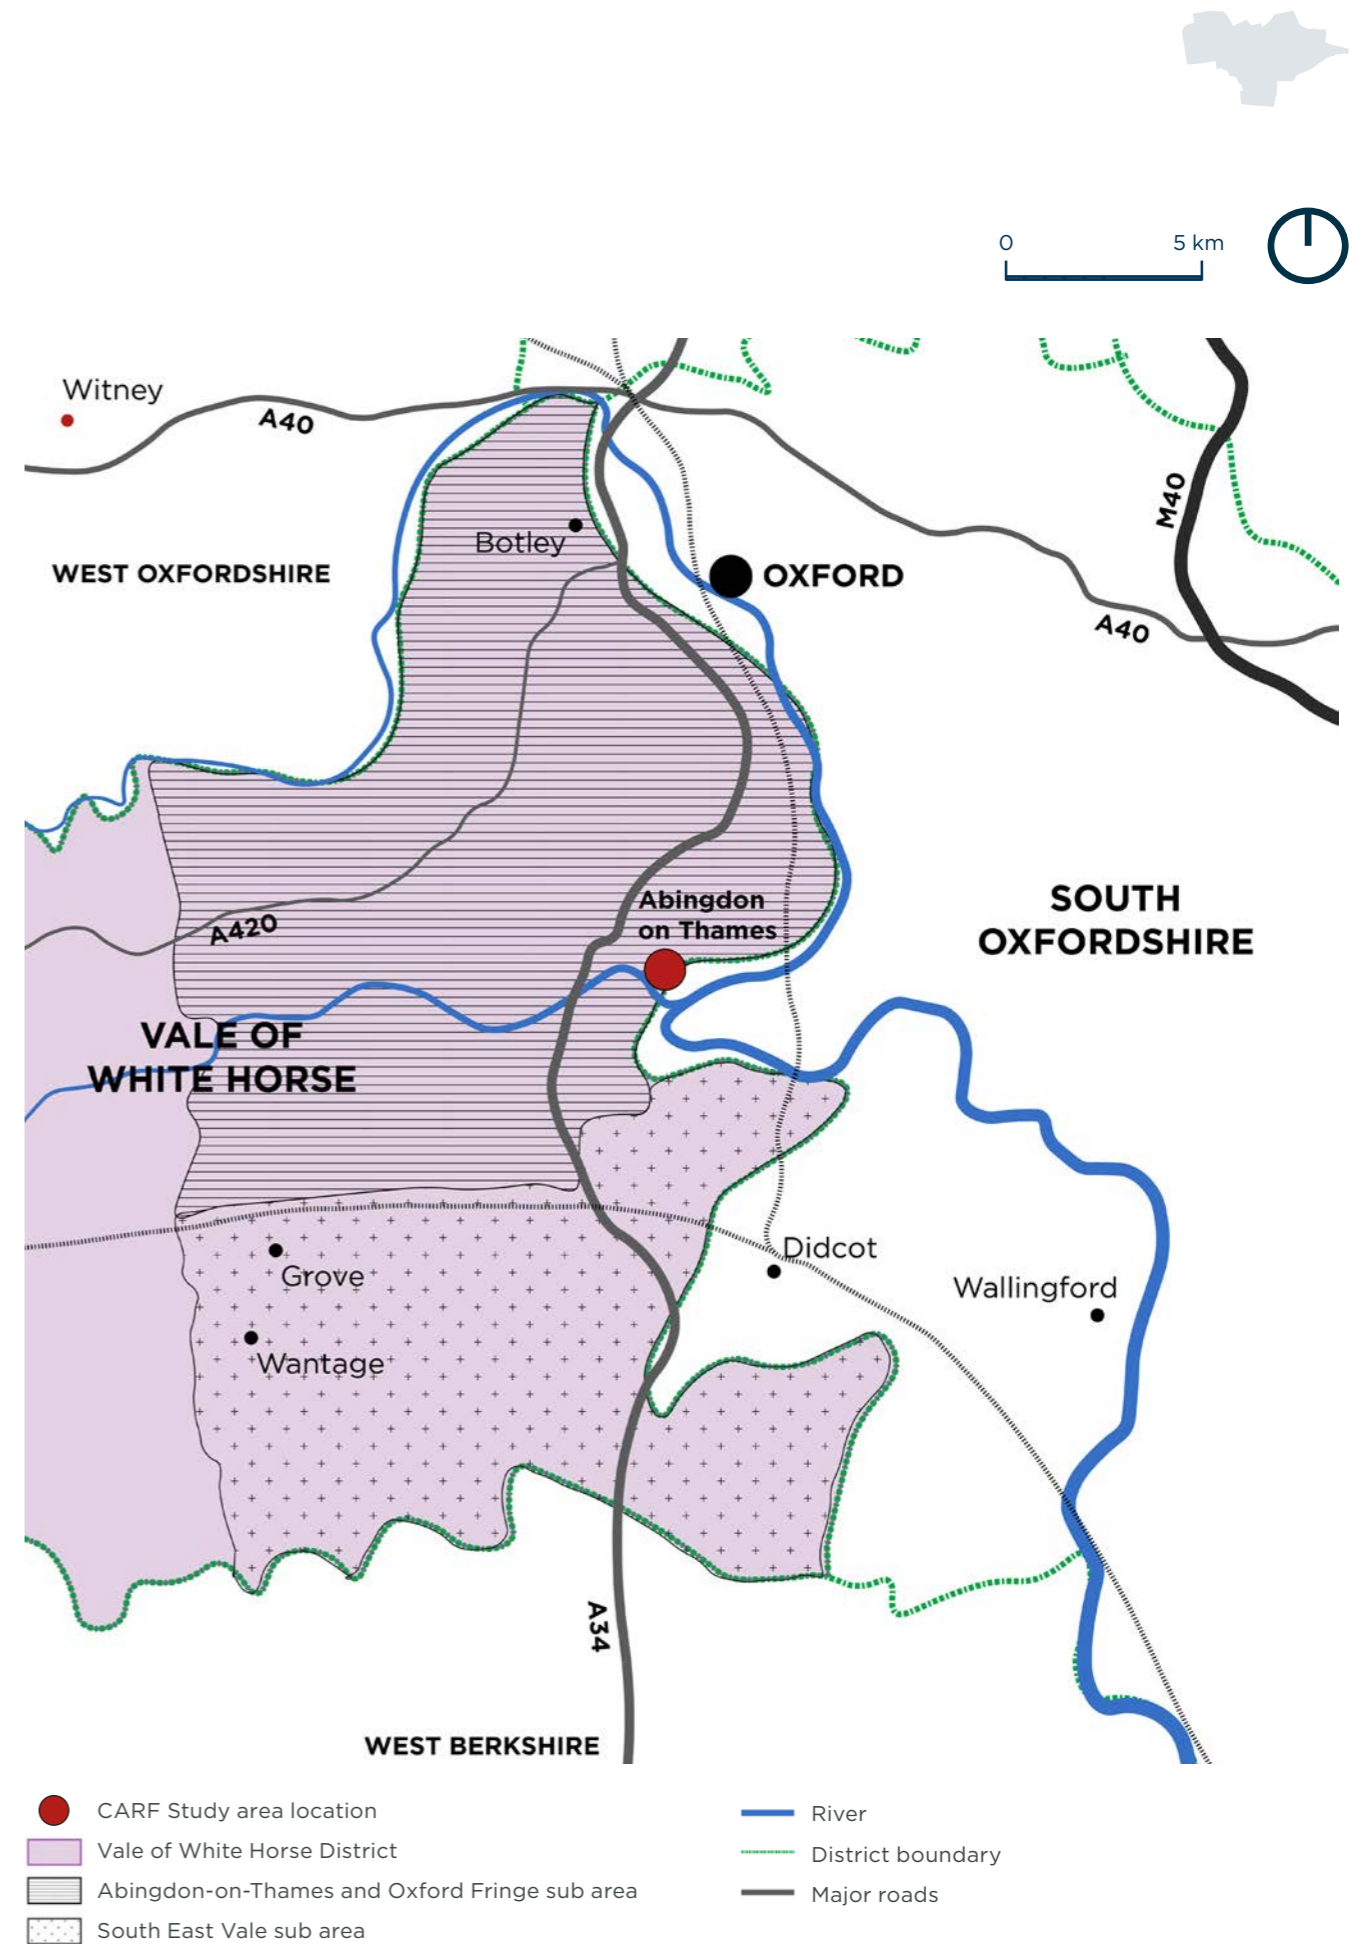 0 5 km
Witney
A40
M40
Botley
WEST OXFORDSHIRE
OXFORD
A40
Abingdon
on Thames
SOUTH
OXFORDSHIRE
A420
VALE OF
WHITE HORSE
Didcot
Grove
Wallingford
Wantage
A34
WEST BERKSHIRE
CARF Study area location
Vale of White Horse District
Abingdon-on-Thames and Oxford Fringe sub area
South East Vale sub area
River
District boundary
Major roads